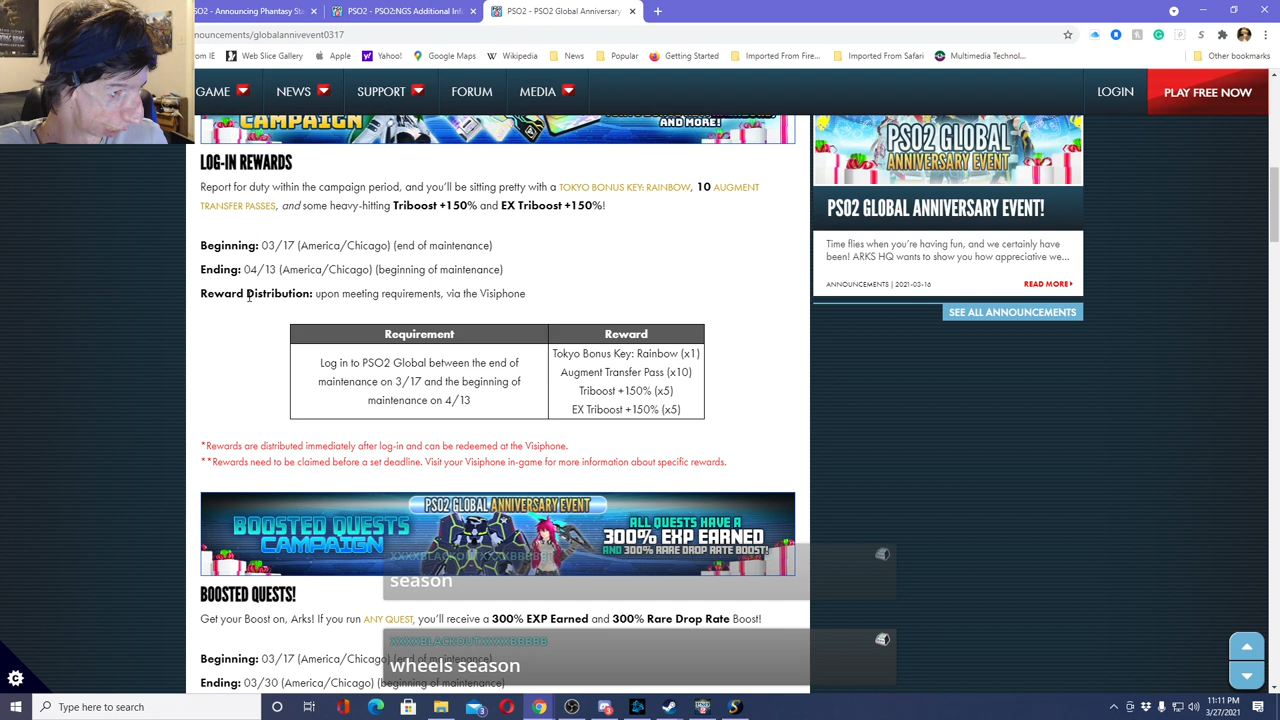 PSO2 - Announcements | PS
PSO2 - Additional Inf
PSO2 - PSO2 Global Anniversary
nouncements/globalannivevent0317
om IE
Web Slice Gallery
Apple
Yahoo!
Google Maps
Wikipedia
News
Popular
Getting Started
Imported From Fire...
Imported From Safari
Multimedia Technol...
Other bookmarks
GAME
NEWS
SUPPORT
FORUM
MEDIA
LOGIN
PLAY FREE NOW
CAMPAIGN
AND MORE!
LOG-IN REWARDS
Report for duty within the campaign period, and you'll be sitting pretty with a TOKYO BONUS KEY: RAINBOW, 10 AUGMENT
TRANSFER PASSES, and some heavy-hitting Triboost +150% and EX Triboost +150%!
Beginning: 03/17 (America/Chicago) (end of maintenance)
Ending: 04/13 (America/Chicago) (beginning of maintenance)
Reward Distribution: upon meeting requirements, via the Visiphone
Requirement
Reward
Log in to PSO2 Global between the end of
maintenance on 3/17 and the beginning of
maintenance on 4/13
Tokyo Bonus Key: Rainbow (x1)
Augment Transfer Pass (x10)
Triboost +150% (x5)
EX Triboost +150% (x5)
*Rewards are distributed immediately after log-in and can be redeemed at the Visiphone.
**Rewards need to be claimed before a set deadline. Visit your Visiphone in-game for more information about specific rewards.
PSO2 GLOBAL ANNIVERSARY EVENT
BOOSTED QUESTS
CAMPAIGN
ALL QUESTS HAVE A
300% EXP EARNED
AND 300% RARE DROP RATE BOOST!
XXXXBLACKOUTXXXXBBBBBB
season
BOOSTED QUESTS!
Get your Boost on, Arks! If you run ANY QUEST, you'll receive a 300% EXP Earned and 300% Rare Drop Rate Boost!
XXXXBLACKOUTXXXXBBBBBB
wheels season
Beginning: 03/17 (America/Chicago) (end of maintenance)
Ending: 03/30 (America/Chicago) (beginning of maintenance)
PSO2 GLOBAL
ANNIVERSARY EVENT
PSO2 GLOBAL ANNIVERSARY EVENT!
Time flies when you're having fun, and we certainly have
been! ARKS HQ wants to show you how appreciative we...
ANNOUNCEMENTS | 2021-03-16
READ MORE
SEE ALL ANNOUNCEMENTS
Type here to search
11:11 PM
3/27/2021